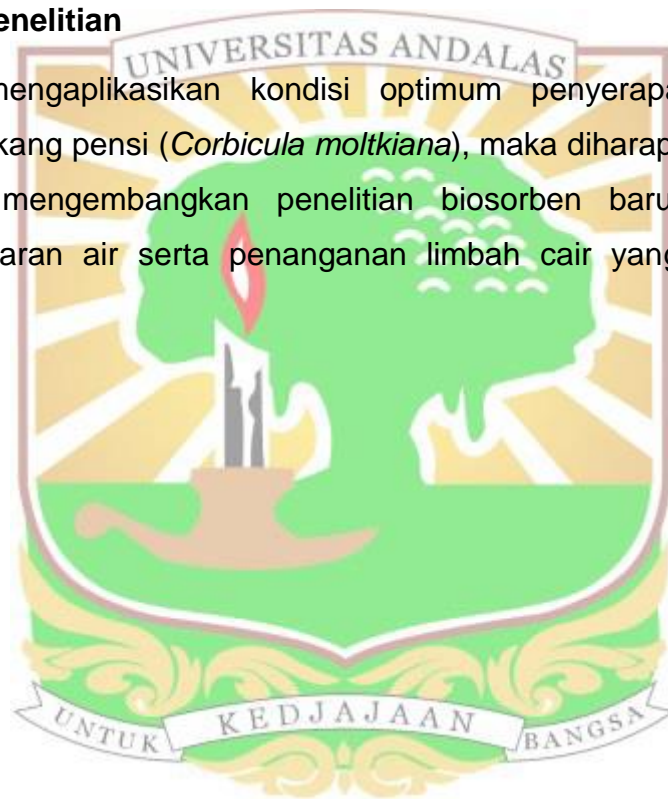 enelitian
UNIVERSITAS ANDALAS
mengaplikasikan kondisi optimum penyerapa
kang pensi (Corbicula moltkiana), maka diharap
mengembangkan penelitian biosorben baru
aran air serta penanganan limbah cair yang
UNTUK KEDJAJAAN BANGSA